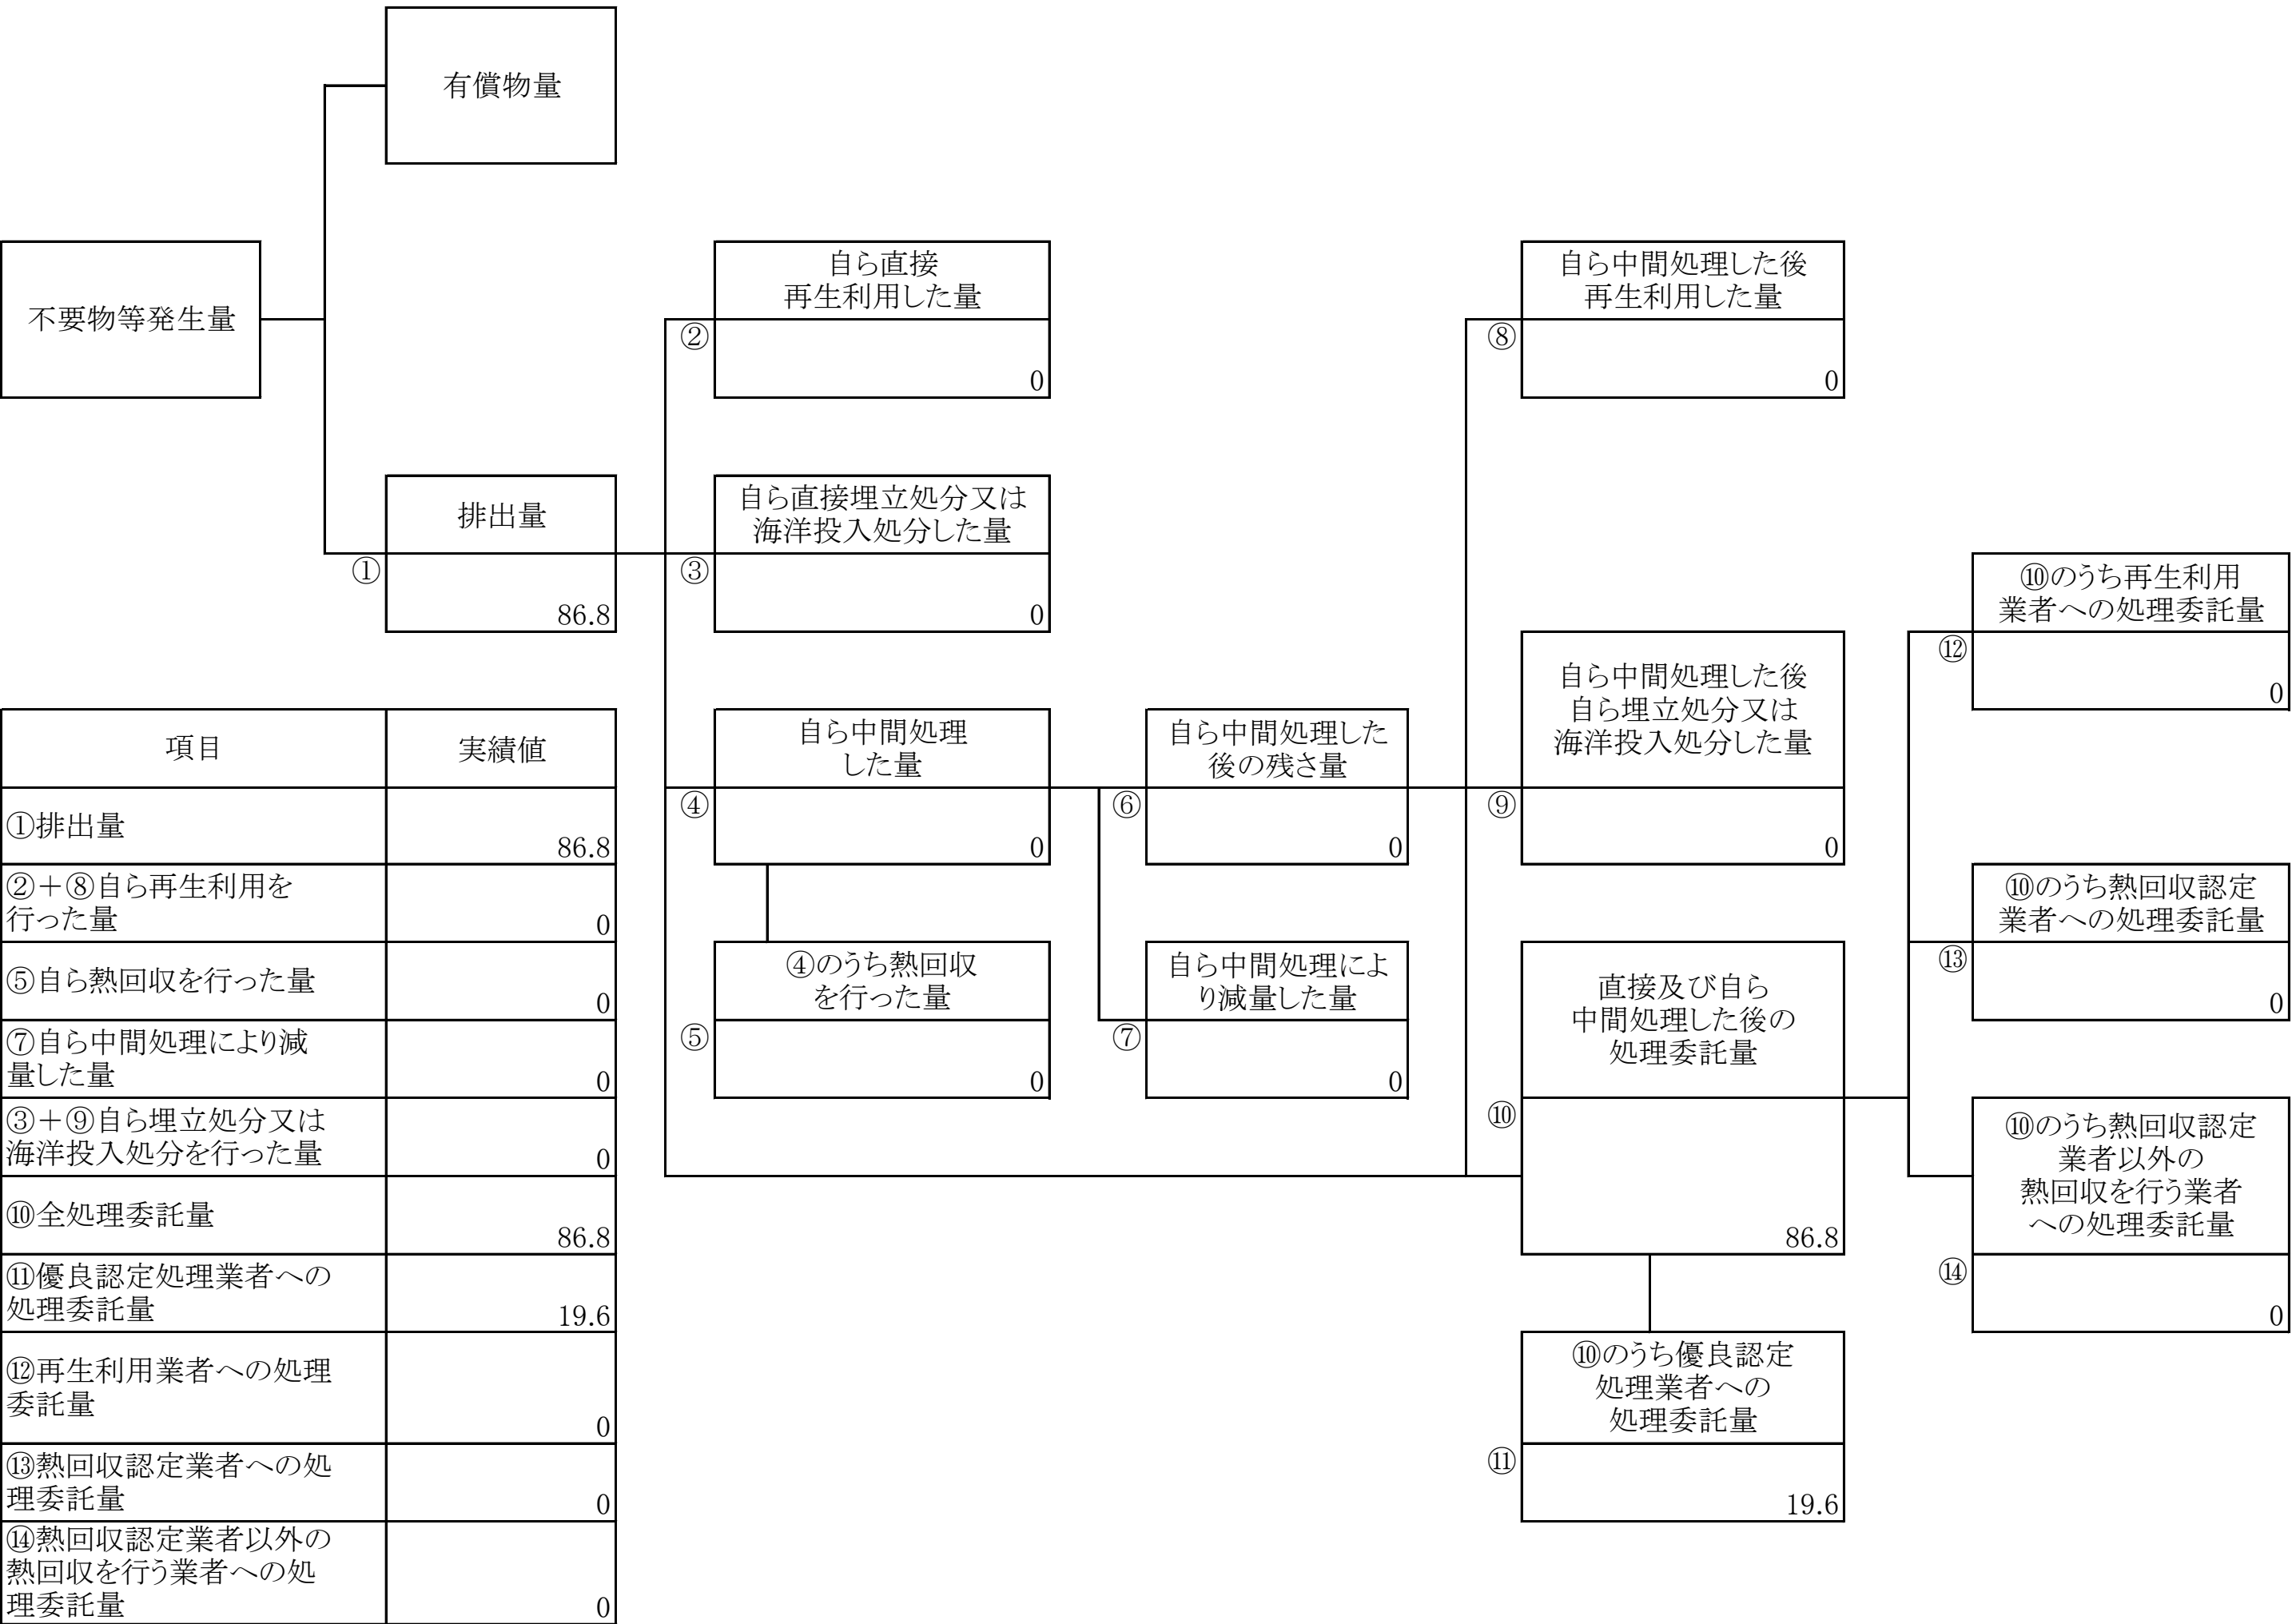 有償物量
不要物等発生量
自ら直接
再生利用した量
②
0
自ら中間処理した後
再生利用した量
⑧
0
排出量
①
86.8
自ら直接埋立処分又は
海洋投入処分した量
③
0
⑩のうち再生利用
業者への処理委託量
⑫
0
自ら中間処理した後
自ら埋立処分又は
海洋投入処分した量
⑨
0
自ら中間処理
した量
④
0
自ら中間処理した
後の残さ量
⑥
0
⑩のうち熱回収認定
業者への処理委託量
⑬
0
④のうち熱回収
を行った量
⑤
0
自ら中間処理によ
り減量した量
⑦
0
直接及び自ら
中間処理した後の
処理委託量
⑩
86.8
⑩のうち熱回収認定
業者以外の
熱回収を行う業者
への処理委託量
⑭
0
⑩のうち優良認定
処理業者への
処理委託量
⑪
19.6
項目
実績値
①排出量
86.8
②＋⑧自ら再生利用を
行った量
0
⑤自ら熱回収を行った量
0
⑦自ら中間処理により減
量した量
0
③＋⑨自ら埋立処分又は
海洋投入処分を行った量
0
⑩全処理委託量
86.8
⑪優良認定処理業者への
処理委託量
19.6
⑫再生利用業者への処理
委託量
0
⑬熱回収認定業者への処
理委託量
0
⑭熱回収認定業者以外の
熱回収を行う業者への処
理委託量
0